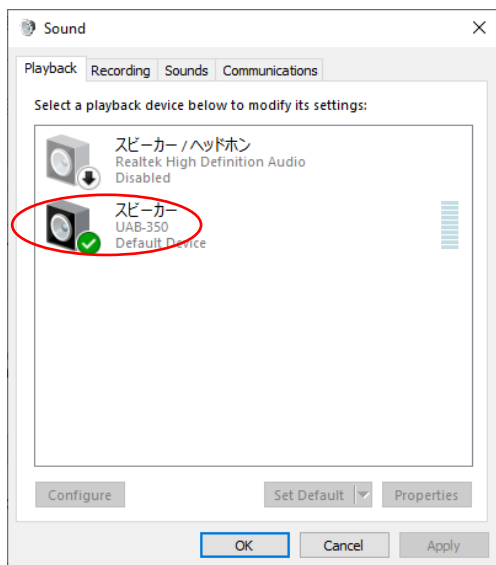 Sound
Playback Recording Sounds Communications
Select a playback device below to modify its settings:
スピーカー / ヘッドホン
Realtek High Definition Audio
Disabled
スピーカー
UAB-350
Default Device
Configure Set Default Properties
OK Cancel Apply